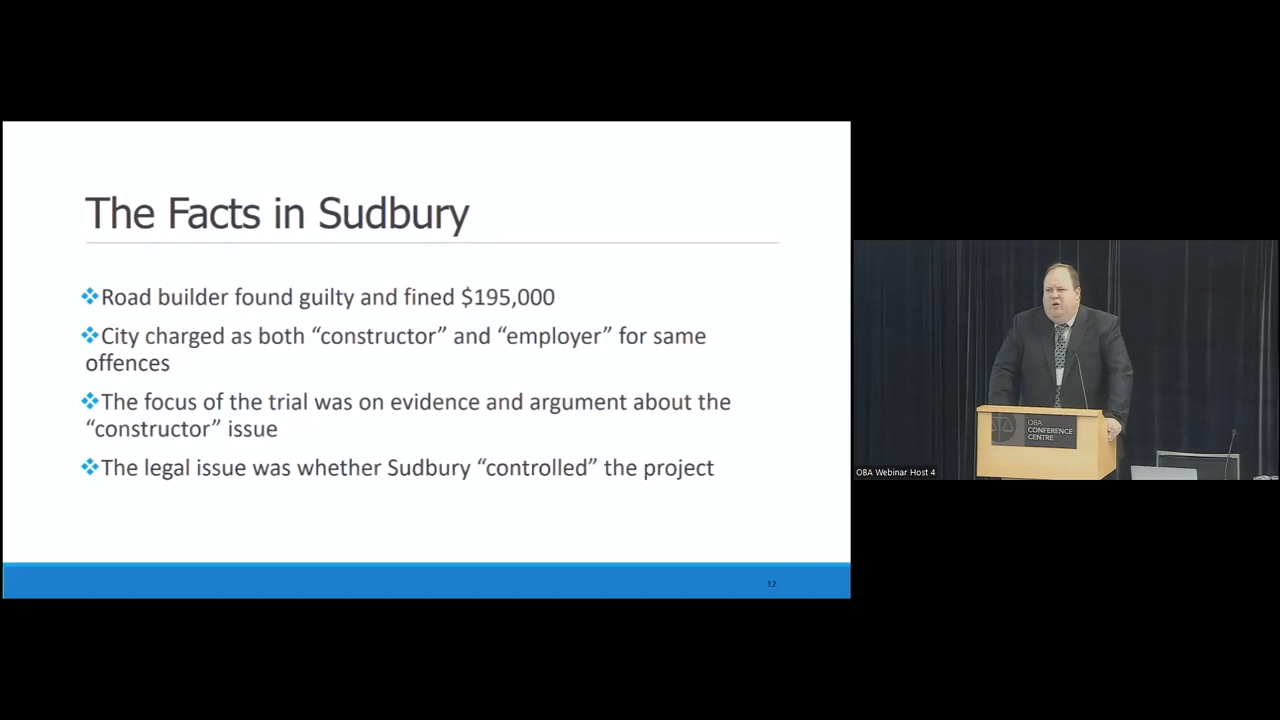 The Facts in Sudbury
❖Road builder found guilty and fined $195,000
❖City charged as both “constructor” and “employer” for same
offences
❖The focus of the trial was on evidence and argument about the
“constructor” issue
❖The legal issue was whether Sudbury “controlled” the project
12
OBA
CONFERENCE
CENTRE
OBA Webinar Host 4